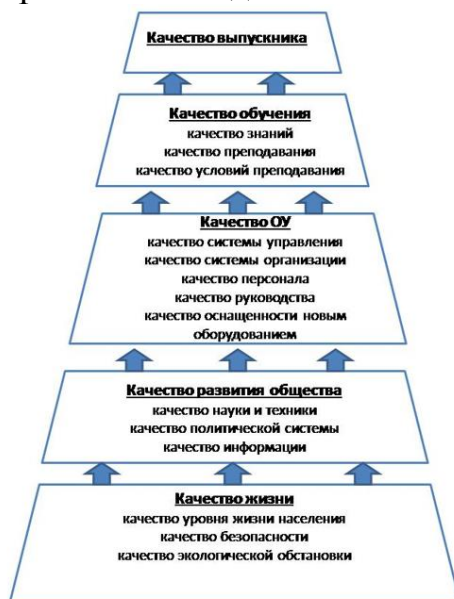 Качество выпускника
Качество обучения
качество знаний
качество преподавания
качество условий преподавания
Качество ОУ
качество системы управления
качество системы организации
качество персонала
качество руководства
качество оснащенности новым
оборудованием
Качество развития общества
качество науки и техники
качество политической системы
качество информации
Качество жизни
качество уровня жизни населения
качество безопасности
качество экологической обстановки